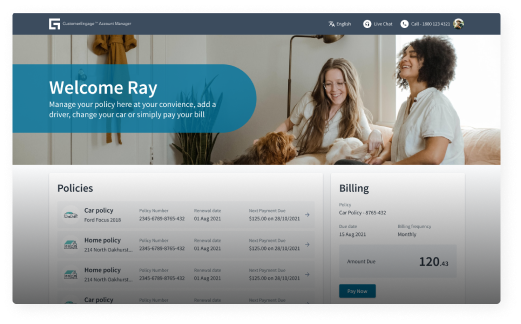 CustomerEngage™ Account Manager
English
Live Chat
Call - 1800 123 4321
Welcome Ray
Manage your policy here at your convience, add a
driver, change your car or simiply pay your bill
Policies
Car policy
Ford Focus 2018
Policy Number
2345-6789-8765-432
Renewal date
01 Aug 2021
Next Payment Due
$125.00 on 28/10/2021
Home policy
214 North Oakhurst...
Policy Number
2345-6789-8765-432
Renewal date
01 Aug 2021
Next Payment Due
$125.00 on 28/10/2021
Home policy
214 North Oakhurst...
Policy Number
2345-6789-8765-432
Renewal date
01 Aug 2021
Next Payment Due
$125.00 on 28/10/2021
Car policy
Policy Number
Renewal date
Next Payment Due
Billing
Policy
Car Policy - 8765-432
Due date
15 Aug 2021
Billing frequency
Monthly
Amount Due
120.43
Pay Now